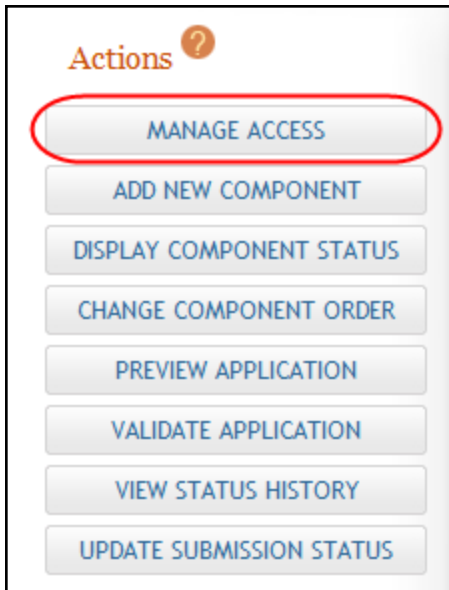 Actions ?
MANAGE ACCESS
ADD NEW COMPONENT
DISPLAY COMPONENT STATUS
CHANGE COMPONENT ORDER
PREVIEW APPLICATION
VALIDATE APPLICATION
VIEW STATUS HISTORY
UPDATE SUBMISSION STATUS